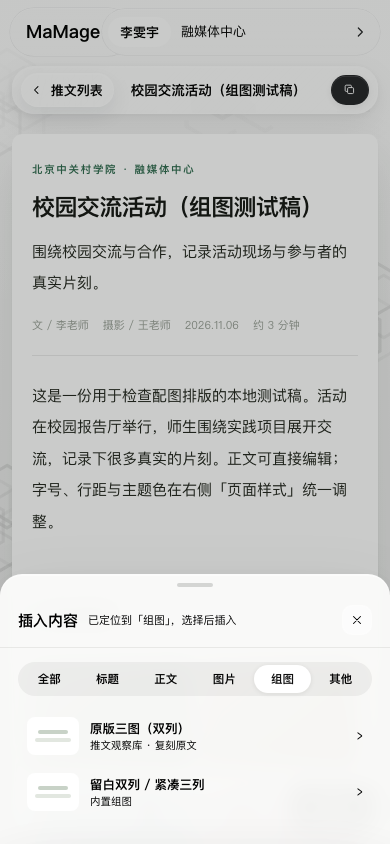 MaMage 李雯宇 融媒体中心
推文列表 校园交流活动（组图测试稿）
北京中关村学院 · 融媒体中心
校园交流活动（组图测试稿）
围绕校园交流与合作，记录活动现场与参与者的
真实片刻。
文 / 李老师 摄影 / 王老师 2026.11.06 约 3 分钟
这是一份用于检查配图排版的本地测试稿。活动
在校园报告厅举行，师生围绕实践项目展开交
流，记录下很多真实的片刻。正文可直接编辑；
字号、行距与主题色在右侧「页面样式」统一调
整。
插入内容 已定位到「组图」，选择后插入
全部 标题 正文 图片 组图 其他
原版三图（双列）
推文观察库 · 复刻原文
留白双列 / 紧凑三列
内置组图